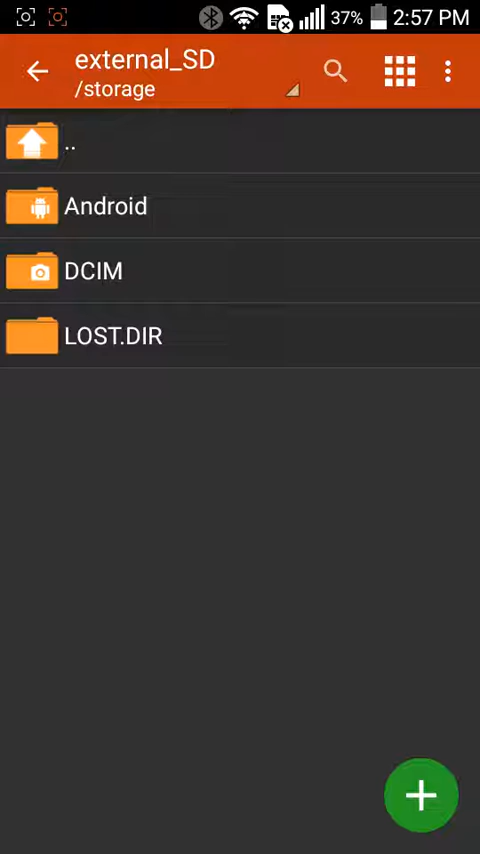 37% 2:57 PM
external_SD
/storage
..
Android
DCIM
LOST.DIR